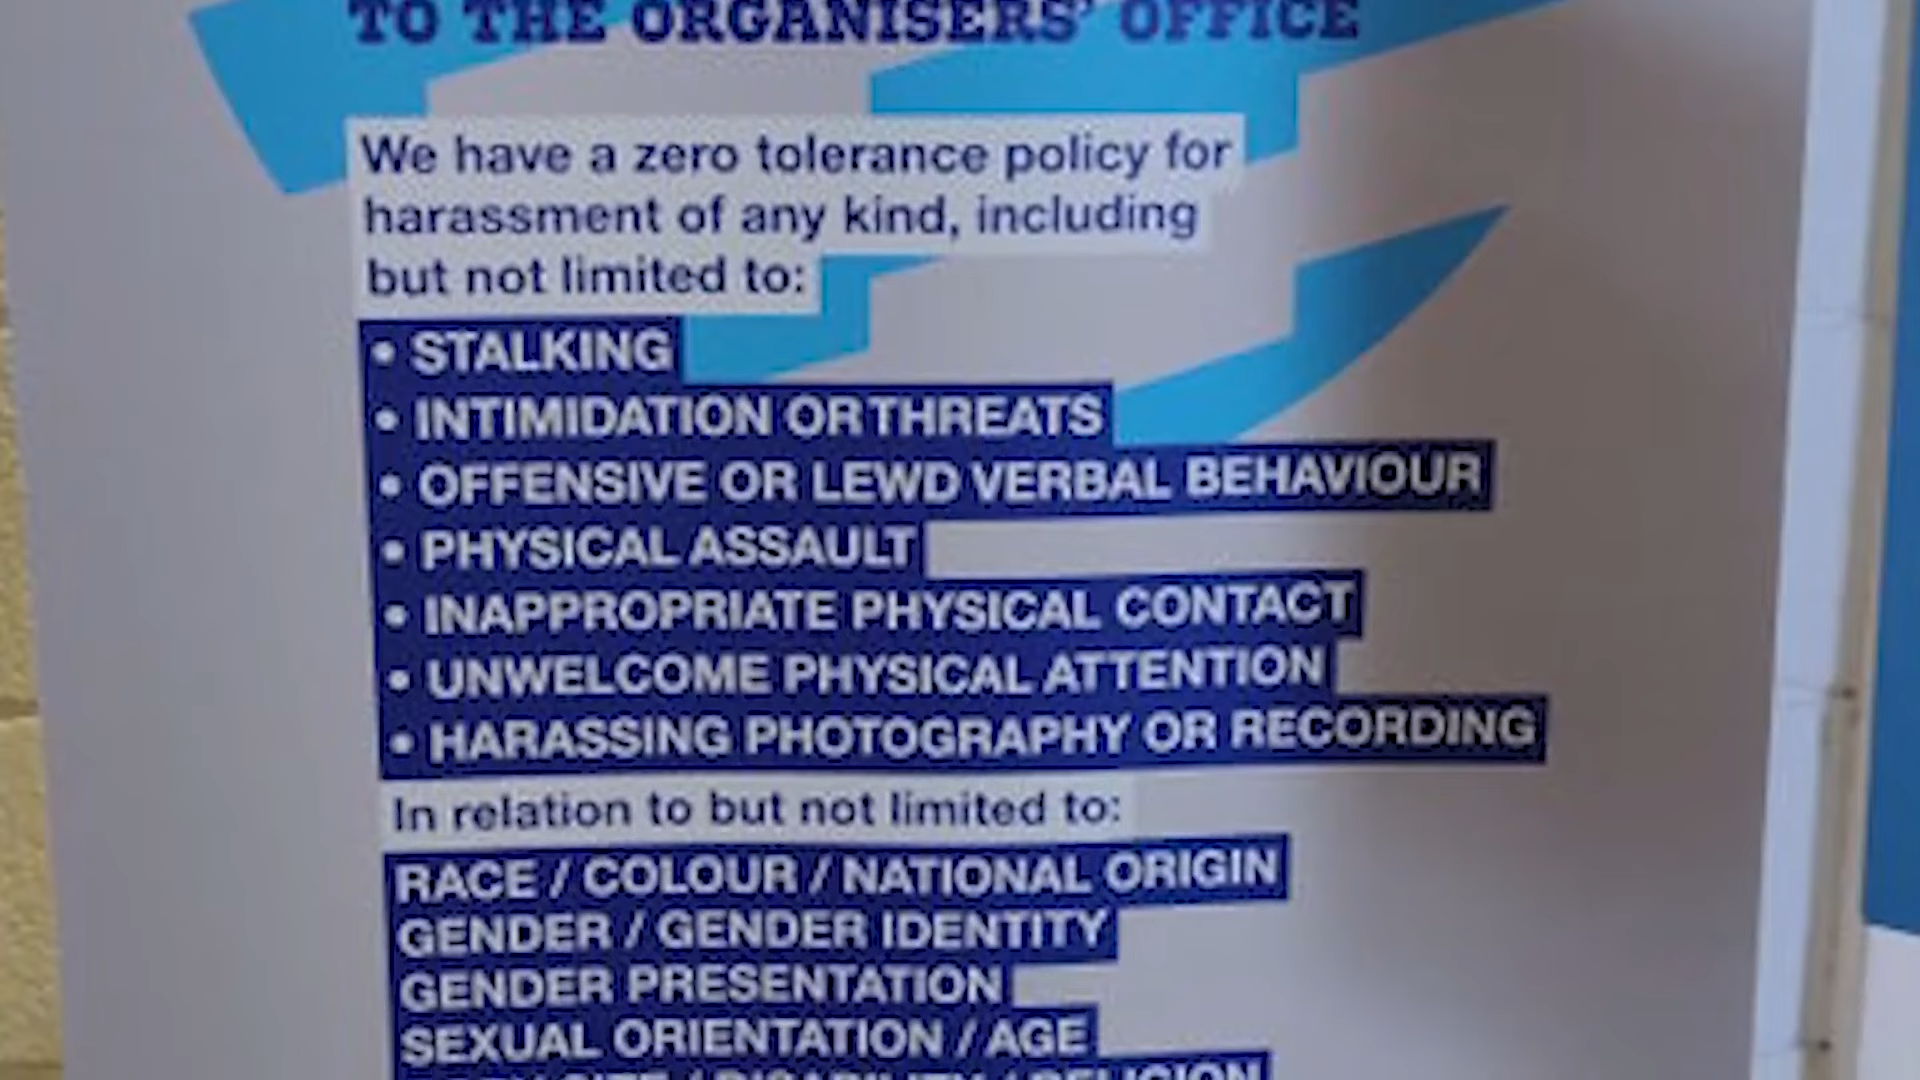 TO THE ORGANISERS' OFFICE
We have a zero tolerance policy for
harassment of any kind, including
but not limited to:
• STALKING
• INTIMIDATION OR THREATS
• OFFENSIVE OR LEWD VERBAL BEHAVIOUR
• PHYSICAL ASSAULT
• INAPPROPRIATE PHYSICAL CONTACT
• UNWELCOME PHYSICAL ATTENTION
• HARASSING PHOTOGRAPHY OR RECORDING
In relation to but not limited to:
RACE / COLOUR / NATIONAL ORIGIN
GENDER / GENDER IDENTITY
GENDER PRESENTATION
SEXUAL ORIENTATION / AGE
/ DISABILITY / RELIGION